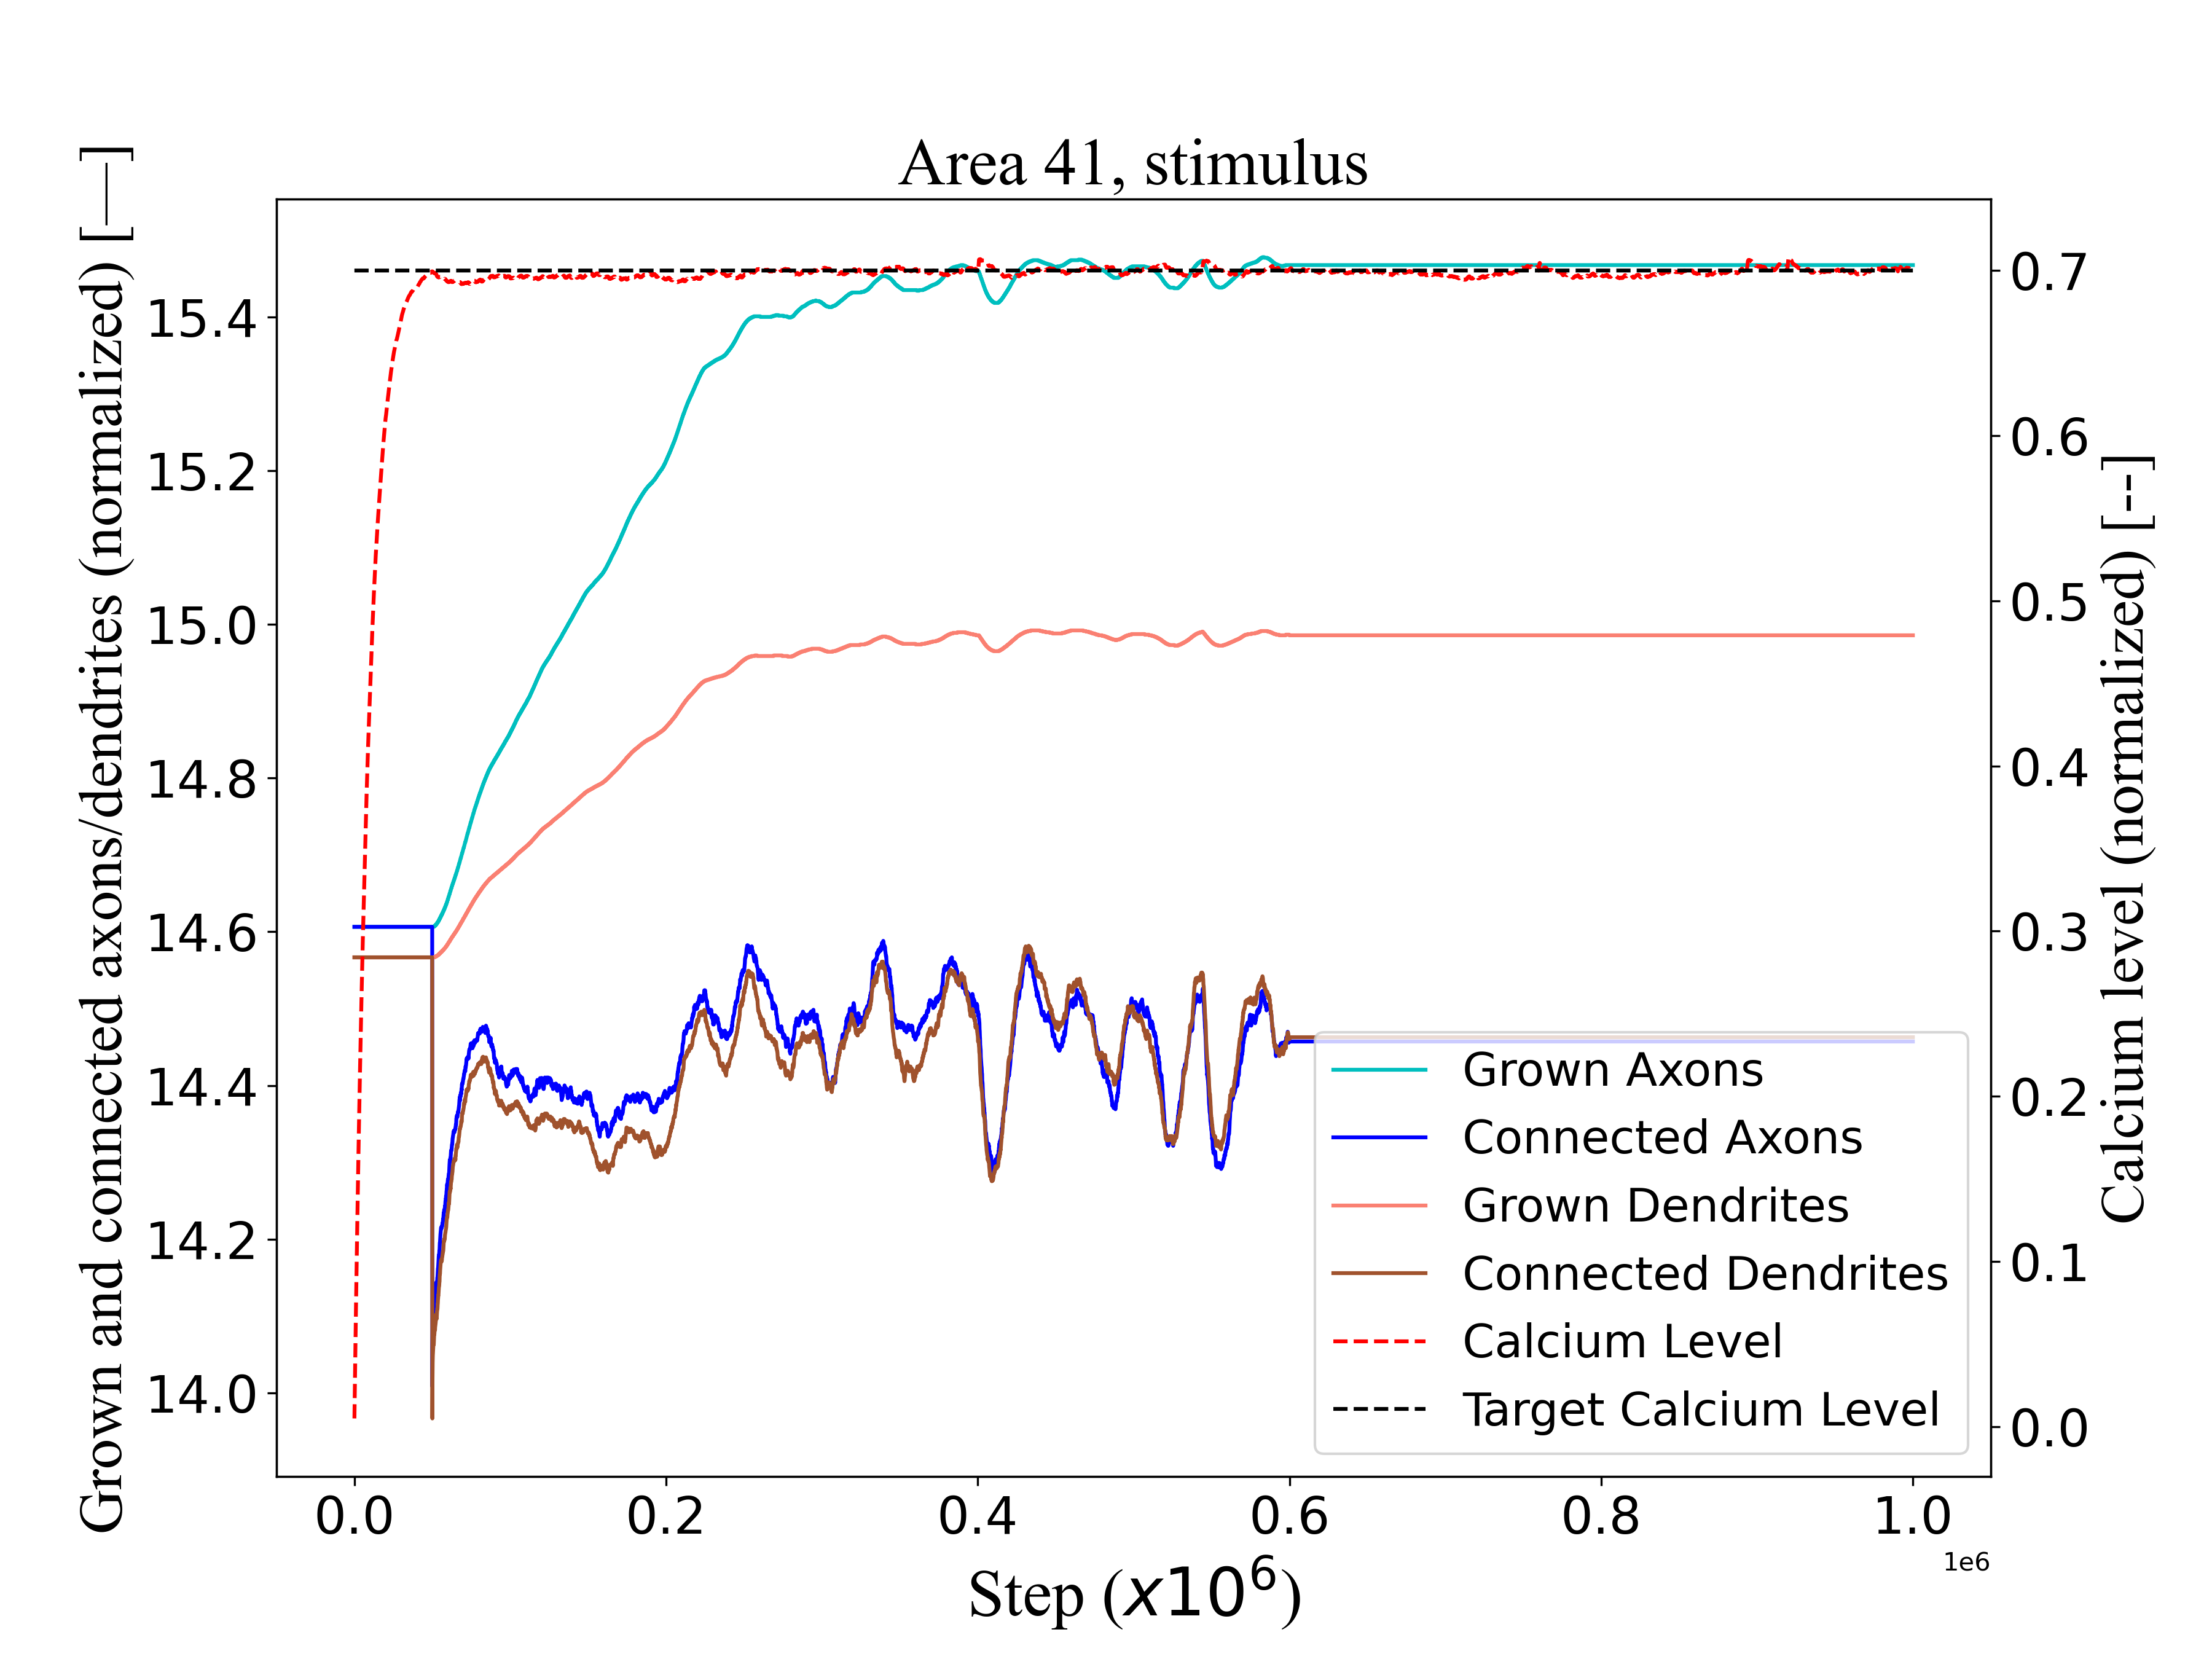 Area 41, stimulus
Grown and connected axons/dendrites (normalized) [—]
15.4
15.2
15.0
14.8
14.6
14.4
14.2
14.0
0.7
0.6
0.5
0.4
0.3
0.2
0.1
0.0
Calcium level (normalized) [--]
Grown Axons
Connected Axons
Grown Dendrites
Connected Dendrites
Calcium Level
Target Calcium Level
0.0 0.2 0.4 0.6 0.8 1.0
1e6
Step (x10⁶)